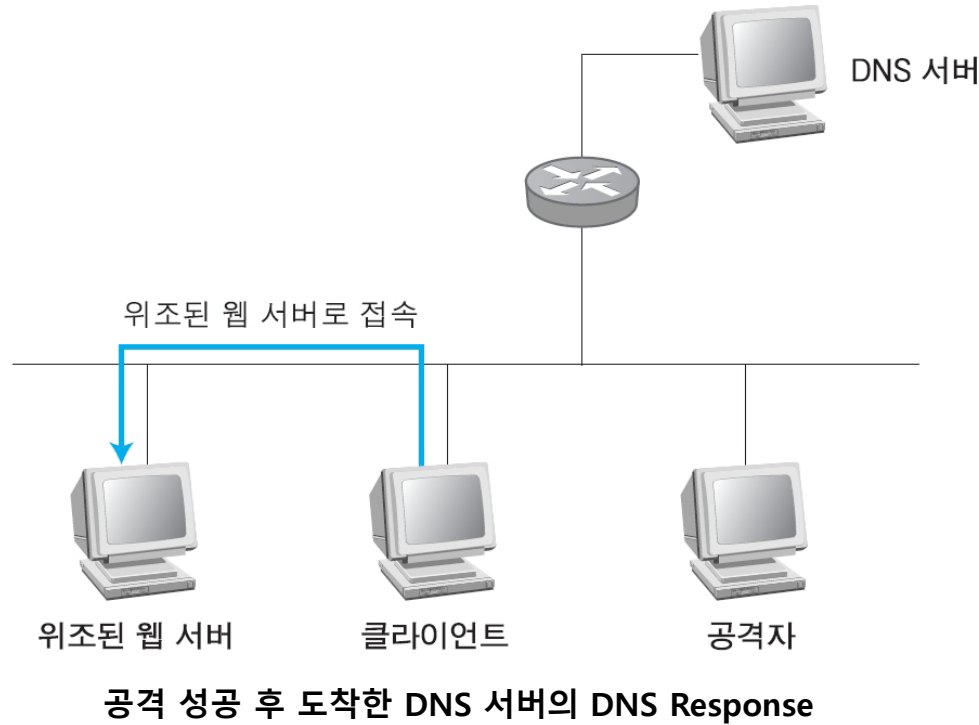 DNS 서버
위조된 웹 서버로 접속
위조된 웹 서버
클라이언트
공격자
공격 성공 후 도착한 DNS 서버의 DNS Response